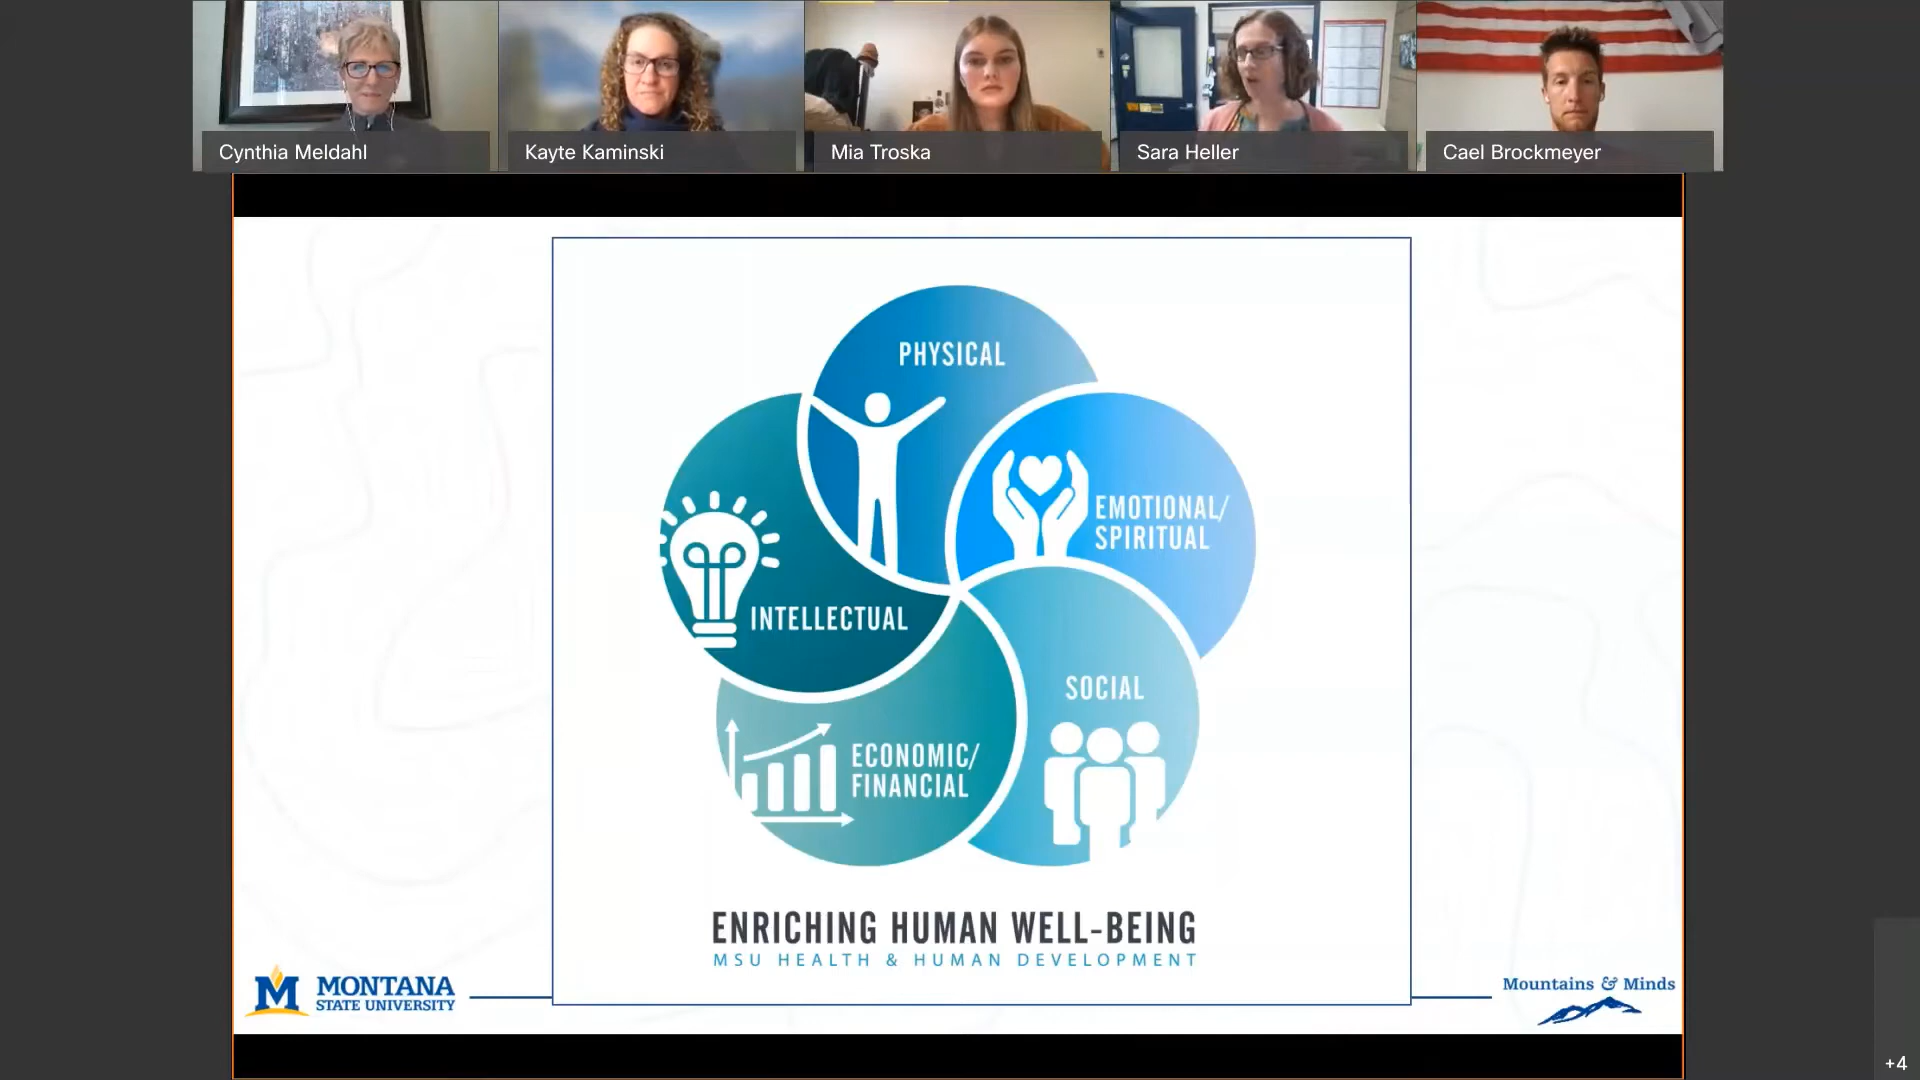 Cynthia Meldahl
Kayte Kaminski
Mia Troska
Sara Heller
Cael Brockmeyer
PHYSICAL
EMOTIONAL/
SPIRITUAL
INTELLECTUAL
SOCIAL
ECONOMIC/
FINANCIAL
ENRICHING HUMAN WELL-BEING
MSU HEALTH & HUMAN DEVELOPMENT
M MONTANA
STATE UNIVERSITY
Mountains & Minds
+4